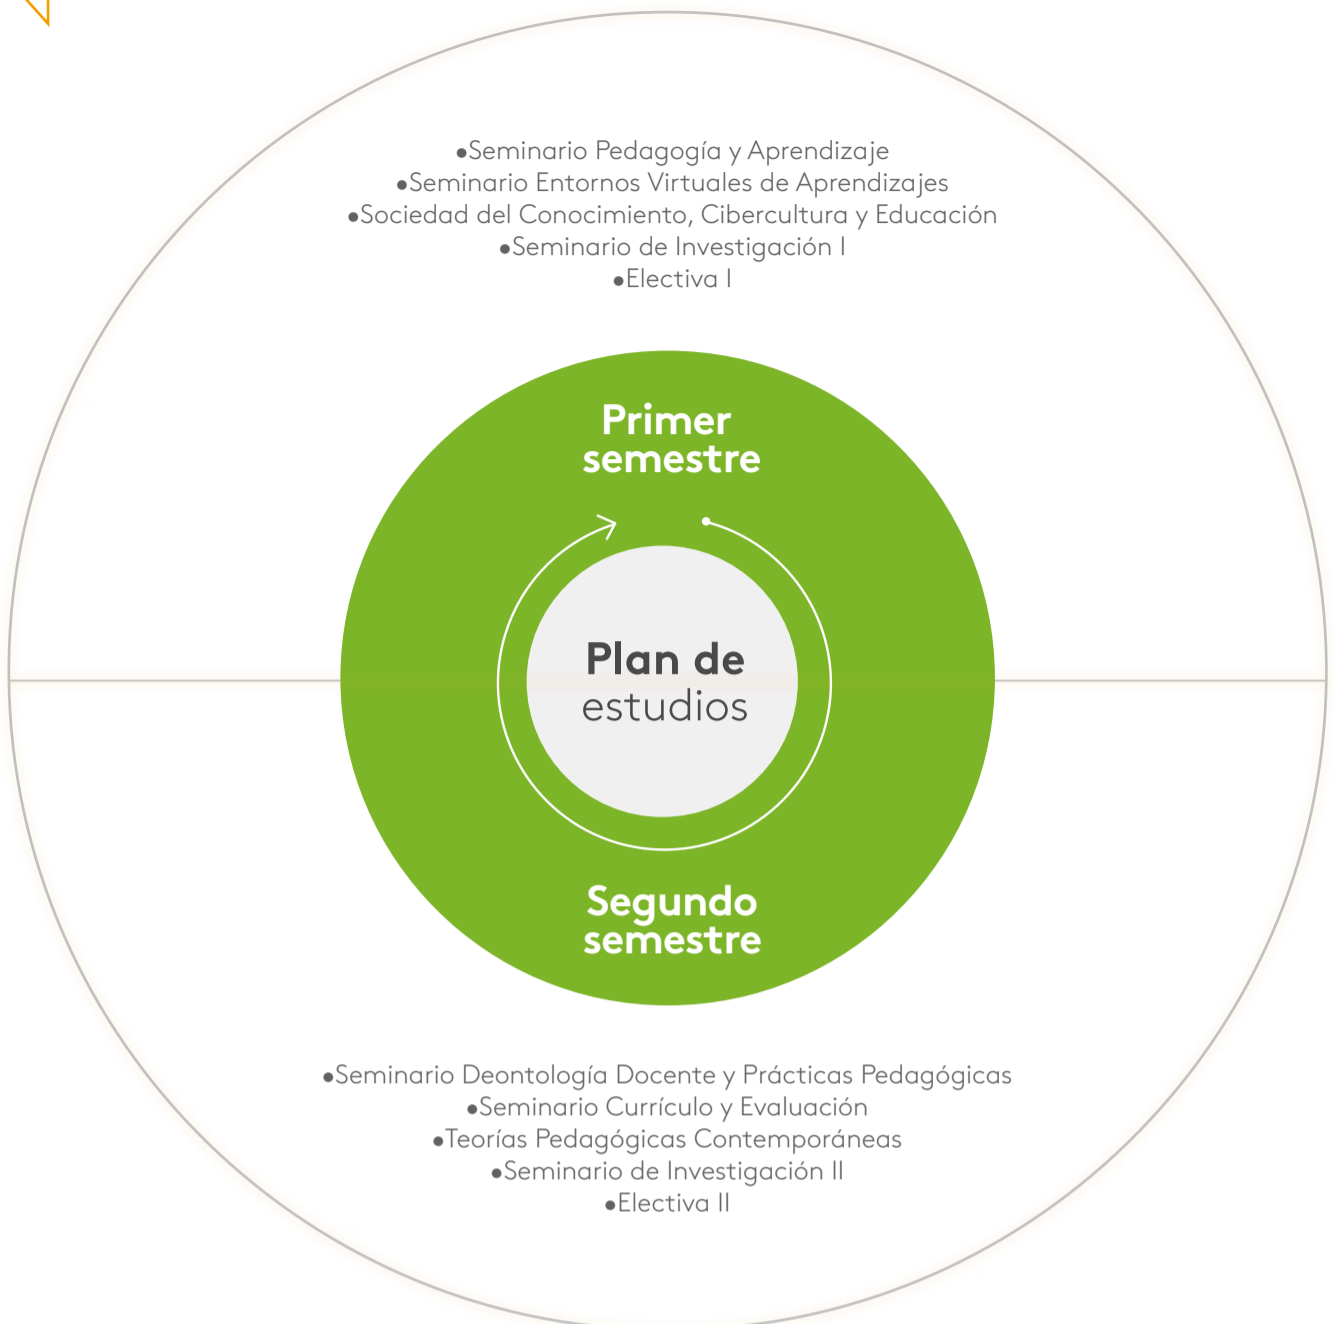 •Seminario Pedagogía y Aprendizaje
•Seminario Entornos Virtuales de Aprendizajes
•Sociedad del Conocimiento, Cibercultura y Educación
•Seminario de Investigación I
•Electiva I
Primer
semestre
Plan de
estudios
Segundo
semestre
•Seminario Deontología Docente y Prácticas Pedagógicas
•Seminario Currículo y Evaluación
•Teorías Pedagógicas Contemporáneas
•Seminario de Investigación II
•Electiva II